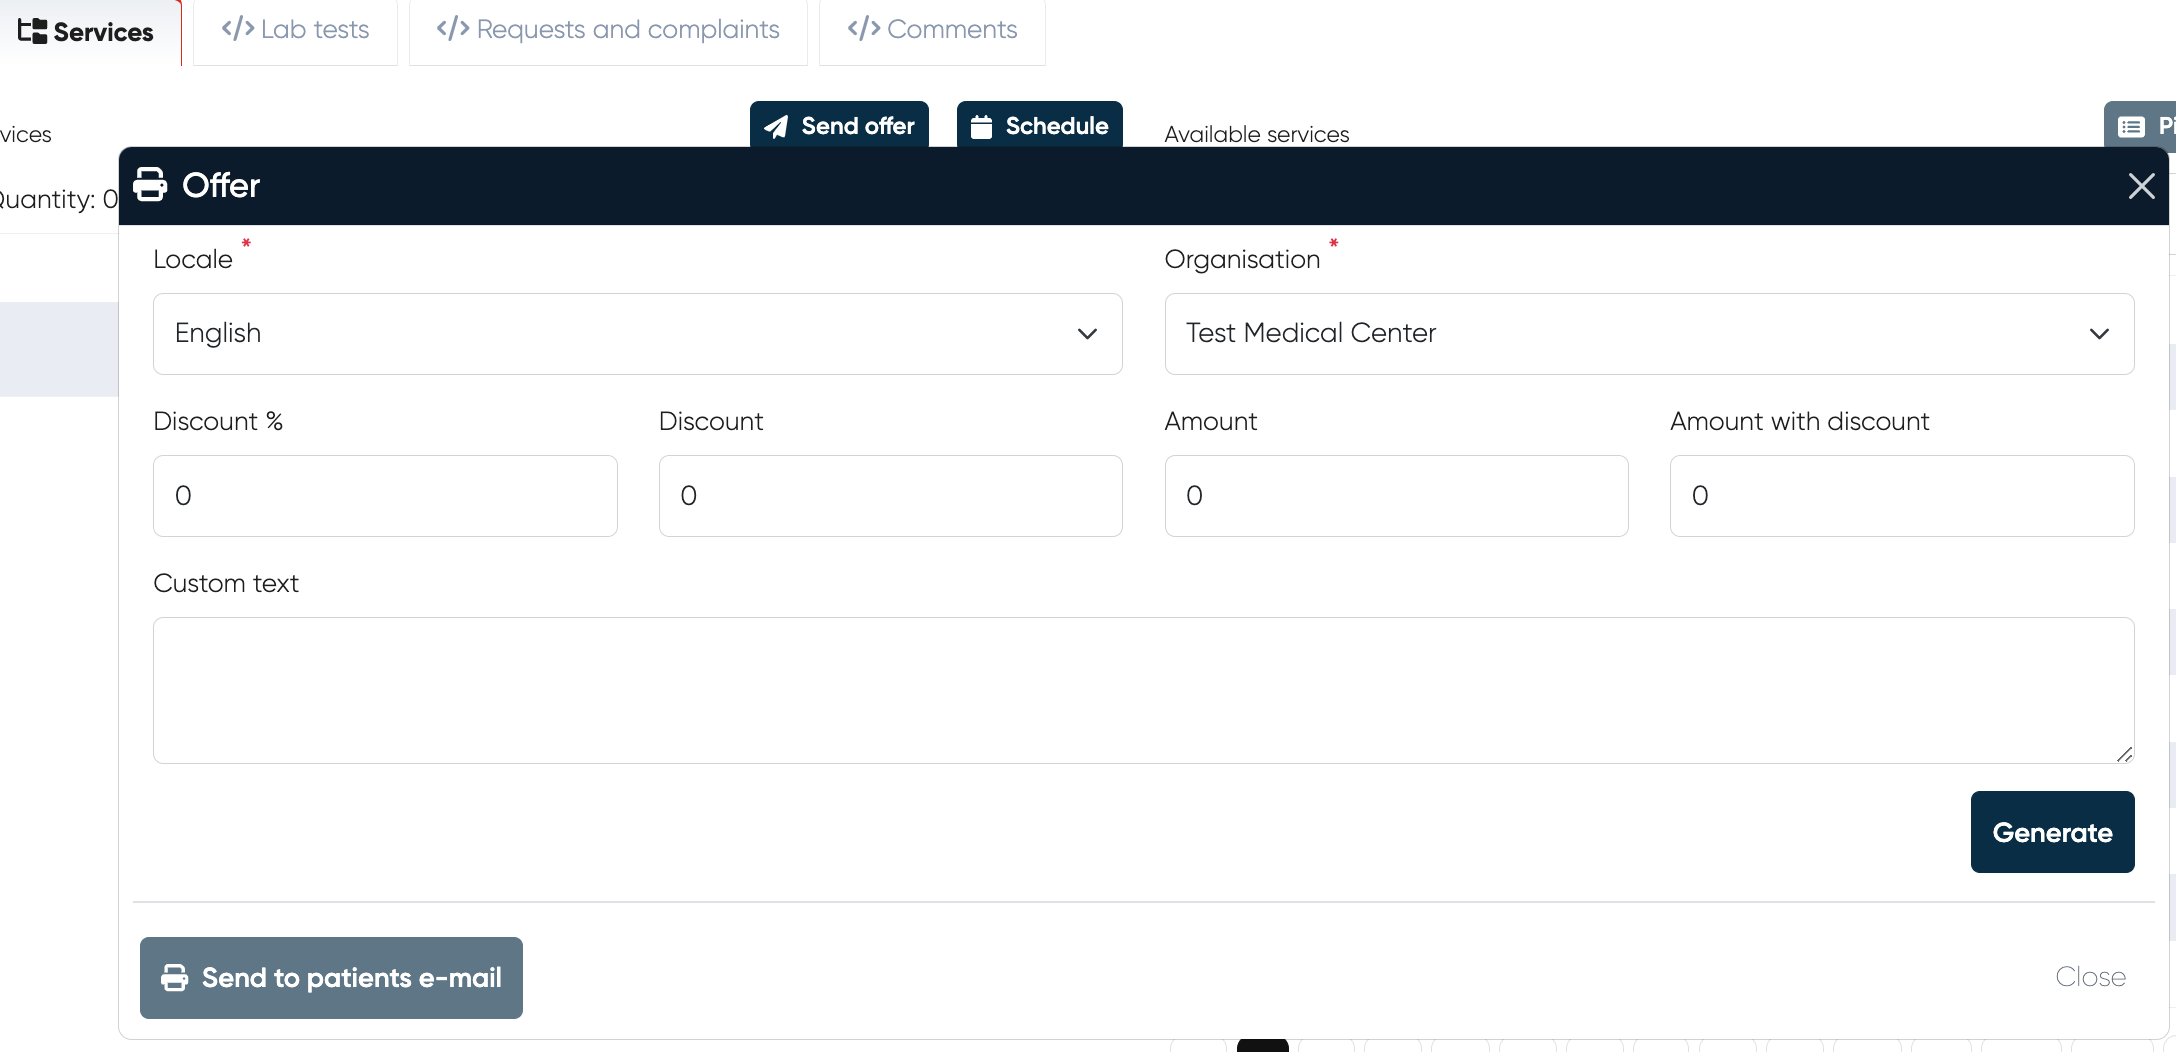 Services
</> Lab tests
</> Requests and complaints
</> Comments
vices
Send offer
Schedule
Available services
Quantity: 0
Offer
Locale *
Organisation *
English
Test Medical Center
Discount %
Discount
Amount
Amount with discount
0
0
0
0
Custom text
Generate
Send to patients e-mail
Close